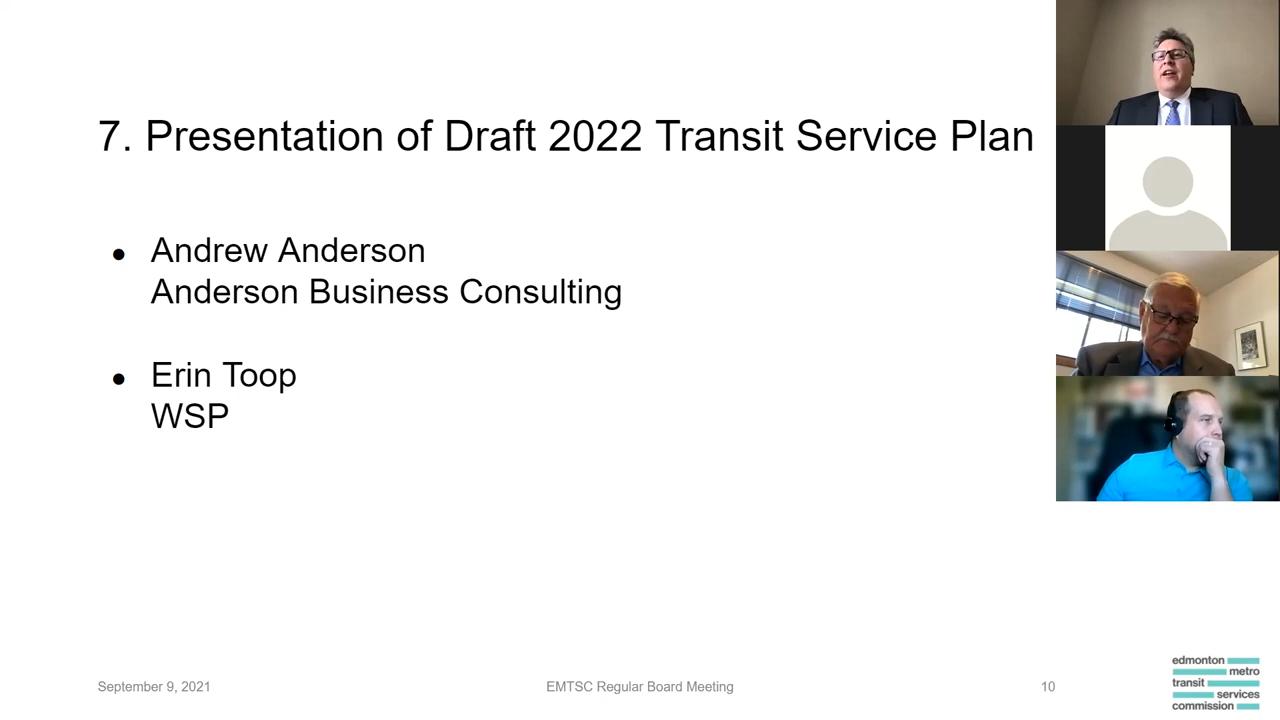 7. Presentation of Draft 2022 Transit Service Plan
• Andrew Anderson
Anderson Business Consulting
• Erin Toop
WSP
September 9, 2021
EMTSC Regular Board Meeting
10
edmonton
metro
transit
services
commission